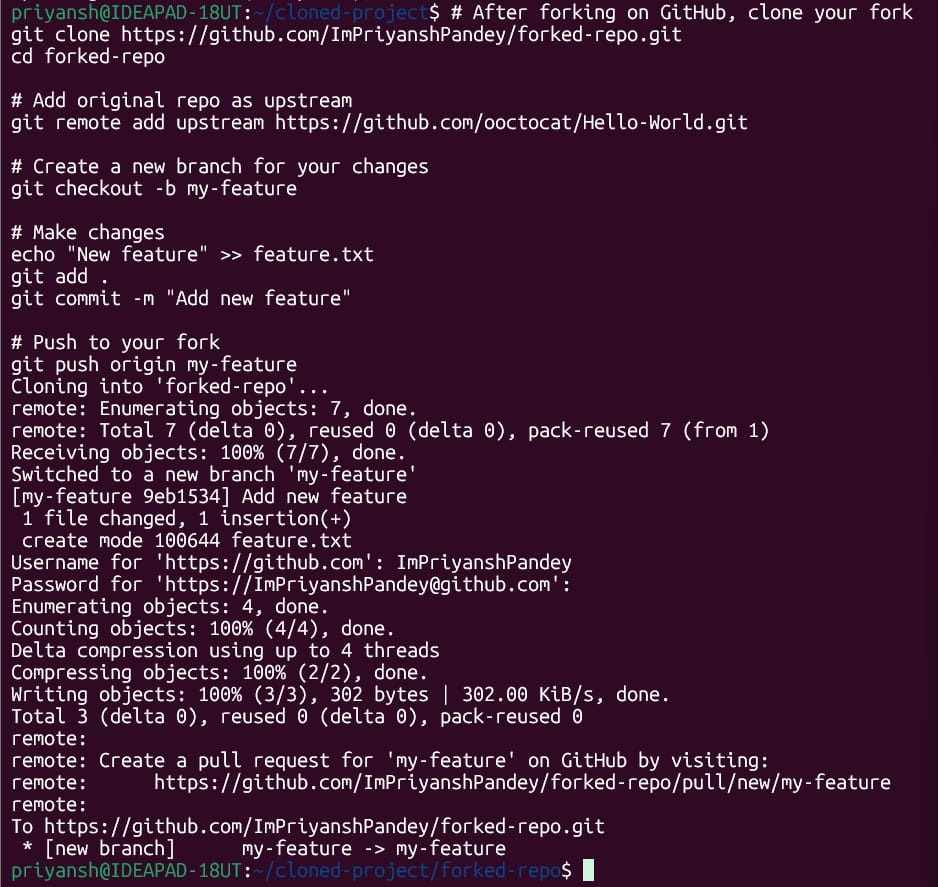 priyansh@IDEAPAD-18UT:~/cloned-project$ # After forking on GitHub, clone your fork
git clone https://github.com/ImPriyanshPandey/forked-repo.git
cd forked-repo
# Add original repo as upstream
git remote add upstream https://github.com/ooctocat/Hello-World.git
# Create a new branch for your changes
git checkout -b my-feature
# Make changes
echo "New feature" >> feature.txt
git add .
git commit -m "Add new feature"
# Push to your fork
git push origin my-feature
Cloning into 'forked-repo'...
remote: Enumerating objects: 7, done.
remote: Total 7 (delta 0), reused 0 (delta 0), pack-reused 7 (from 1)
Receiving objects: 100% (7/7), done.
Switched to a new branch 'my-feature'
[my-feature 9eb1534] Add new feature
 1 file changed, 1 insertion(+)
 create mode 100644 feature.txt
Username for 'https://github.com': ImPriyanshPandey
Password for 'https://ImPriyanshPandey@github.com':
Enumerating objects: 4, done.
Counting objects: 100% (4/4), done.
Delta compression using up to 4 threads
Compressing objects: 100% (2/2), done.
Writing objects: 100% (3/3), 302 bytes | 302.00 KiB/s, done.
Total 3 (delta 0), reused 0 (delta 0), pack-reused 0
remote:
remote: Create a pull request for 'my-feature' on GitHub by visiting:
remote:      https://github.com/ImPriyanshPandey/forked-repo/pull/new/my-feature
remote:
To https://github.com/ImPriyanshPandey/forked-repo.git
 * [new branch]      my-feature -> my-feature
priyansh@IDEAPAD-18UT:~/cloned-project/forked-repo$